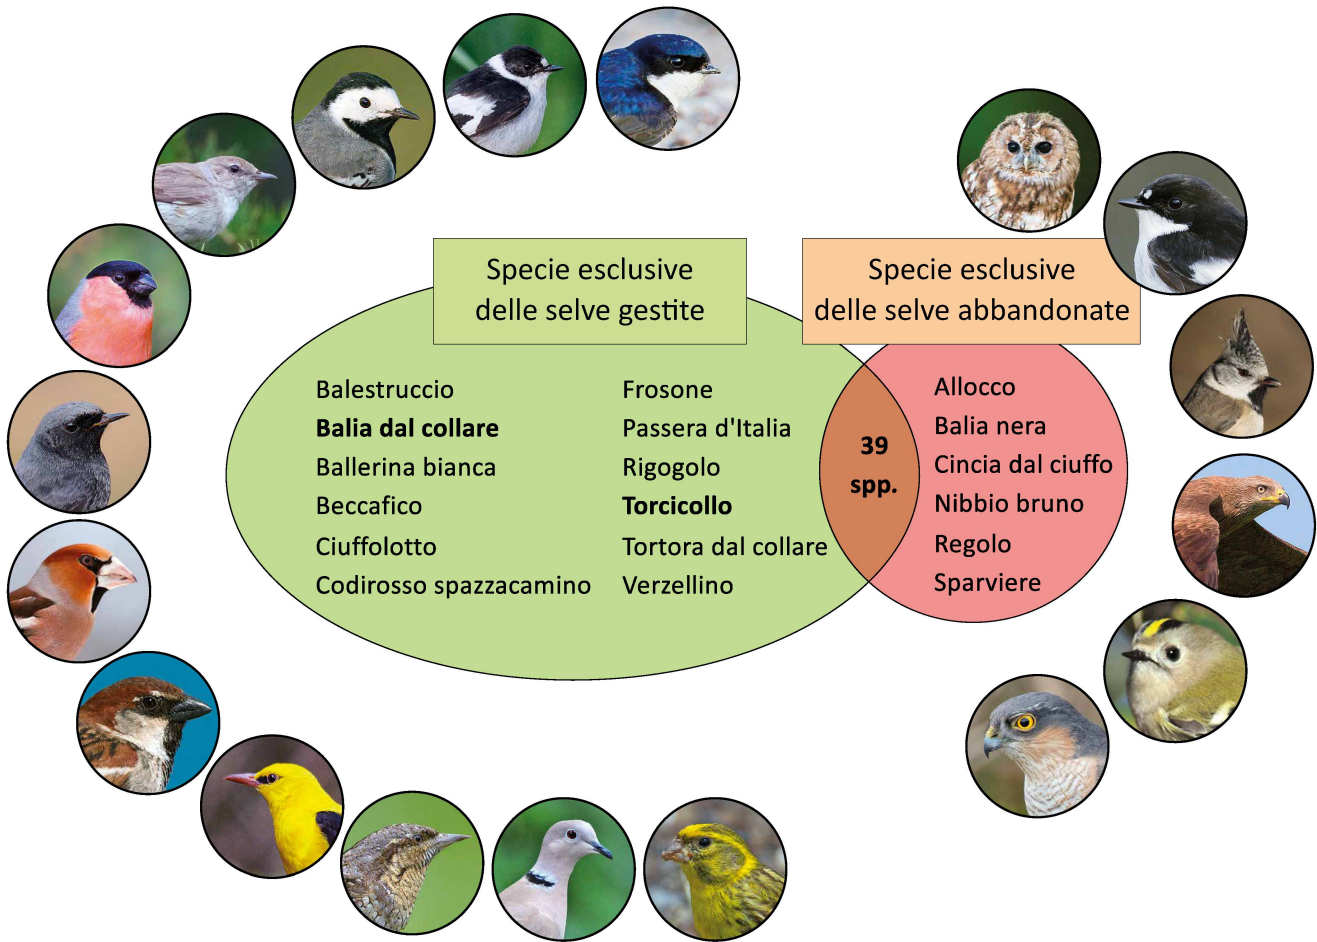 Specie esclusive
delle selve gestite
Specie esclusive
delle selve abbandonate
Balestruccio
Balia dal collare
Ballerina bianca
Beccafico
Ciuffolotto
Codirosso spazzacamino
Frosone
Passera d'Italia
Rigogolo
Torcicollo
Tortora dal collare
Verzellino
39
spp.
Allocco
Balia nera
Cincia dal ciuffo
Nibbio bruno
Regolo
Sparviere